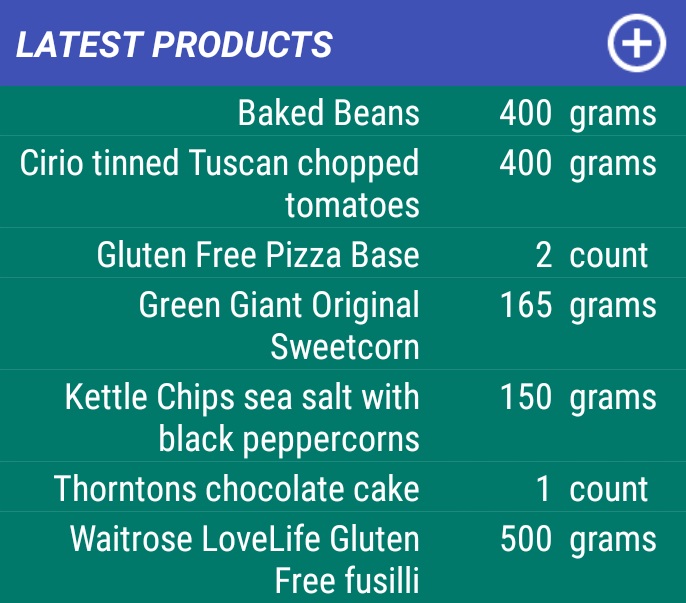 LATEST PRODUCTS
Baked Beans 400 grams
Cirio tinned Tuscan chopped 400 grams
tomatoes
Gluten Free Pizza Base 2 count
Green Giant Original 165 grams
Sweetcorn
Kettle Chips sea salt with 150 grams
black peppercorns
Thorntons chocolate cake 1 count
Waitrose LoveLife Gluten 500 grams
Free fusilli